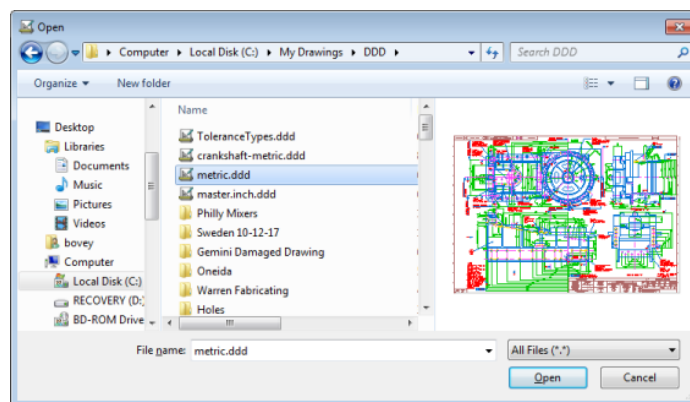 Open
Computer ▸ Local Disk (C:) ▸ My Drawings ▸ DDD ▸
Search DDD
Organize
New folder
Name
Desktop
Libraries
Documents
Music
Pictures
Videos
bovey
Computer
Local Disk (C:)
RECOVERY (D:)
BD-ROM Drive
ToleranceTypes.ddd
crankshaft-metric.ddd
metric.ddd
master.inch.ddd
Philly Mixers
Sweden 10-12-17
Gemini Damaged Drawing
Oneida
Warren Fabricating
Holes
File name: metric.ddd
All Files (*.*)
Open
Cancel